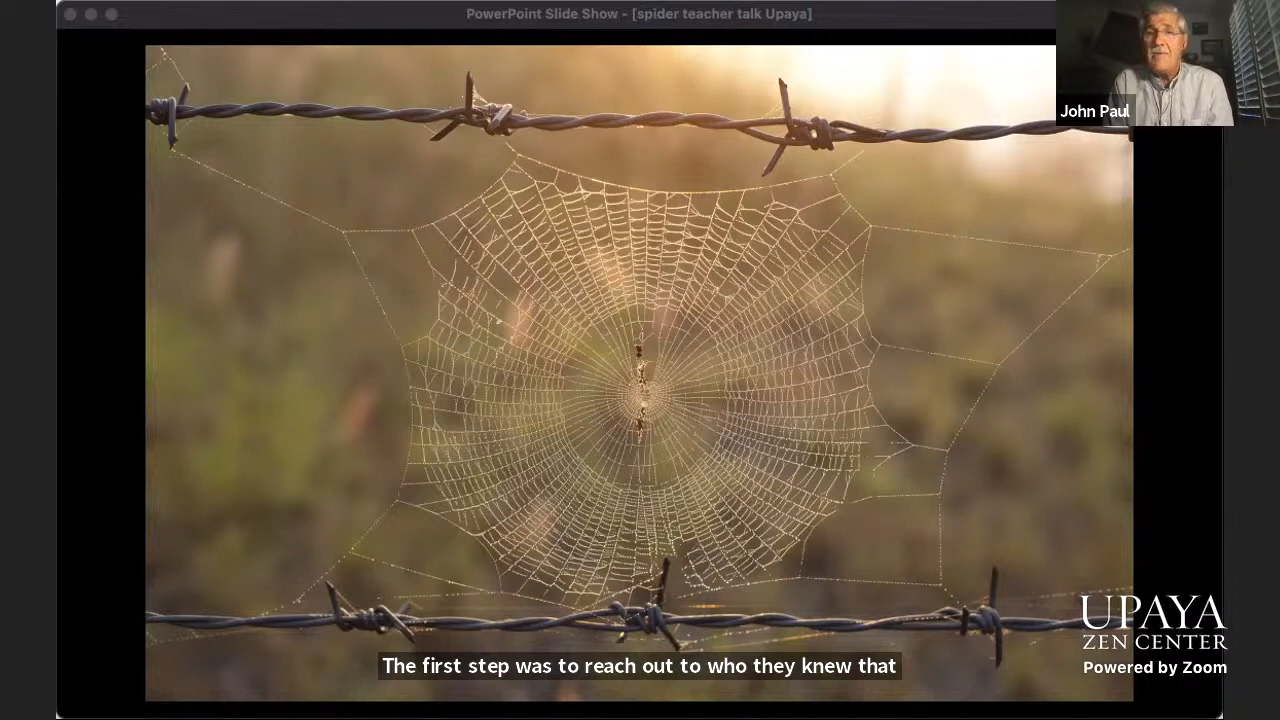 PowerPoint Slide Show - [spider teacher talk Upaya]
John Paul
UPAYA
ZEN CENTER
Powered by Zoom
The first step was to reach out to who they knew that